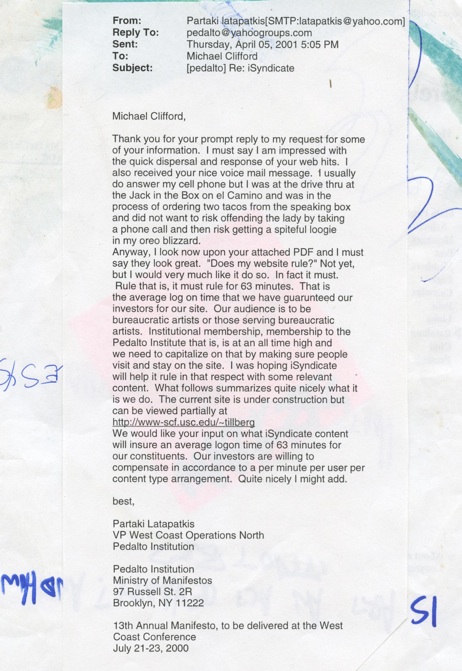 From: Partaki latapatkis[SMTP:latapatkis@yahoo.com]
Reply To: pedalto@yahoogroups.com
Sent: Thursday, April 05, 2001 5:05 PM
To: Michael Clifford
Subject: [pedalto] Re: iSyndicate
Michael Clifford,
Thank you for your prompt reply to my request for some
of your information. I must say I am impressed with
the quick dispersal and response of your web hits. I
also received your nice voice mail message. I usually
do answer my cell phone but I was at the drive thru at
the Jack in the Box on el Camino and was in the
process of ordering two tacos from the speaking box
and did not want to risk offending the lady by taking
a phone call and then risk getting a spiteful loogie
in my oreo blizzard.
Anyway, I look now upon your attached PDF and I must
say they look great. "Does my website rule?" Not yet,
but I would very much like it do so. In fact it must.
Rule that is, it must rule for 63 minutes. That is
the average log on time that we have guarunteed our
investors for our site. Our audience is to be
bureaucratic artists or those serving bureaucratic
artists. Institutional membership, membership to the
Pedalto Institute that is, is at an all time high and
we need to capitalize on that by making sure people
visit and stay on the site. I was hoping iSyndicate
will help it rule in that respect with some relevant
content. What follows summarizes quite nicely what it
is we do. The current site is under construction but
can be viewed partially at
http://www-scf.usc.edu/~tillberg
We would like your input on what iSyndicate content
will insure an average logon time of 63 minutes for
our constituents. Our investors are willing to
compensate in accordance to a per minute per user per
content type arrangement. Quite nicely I might add.
best,
Partaki Latapatkis
VP West Coast Operations North
Pedalto Institution
Pedalto Institution
Ministry of Manifestos
97 Russell St. 2R
Brooklyn, NY 11222
13th Annual Manifesto, to be delivered at the West
Coast Conference
July 21-23, 2000